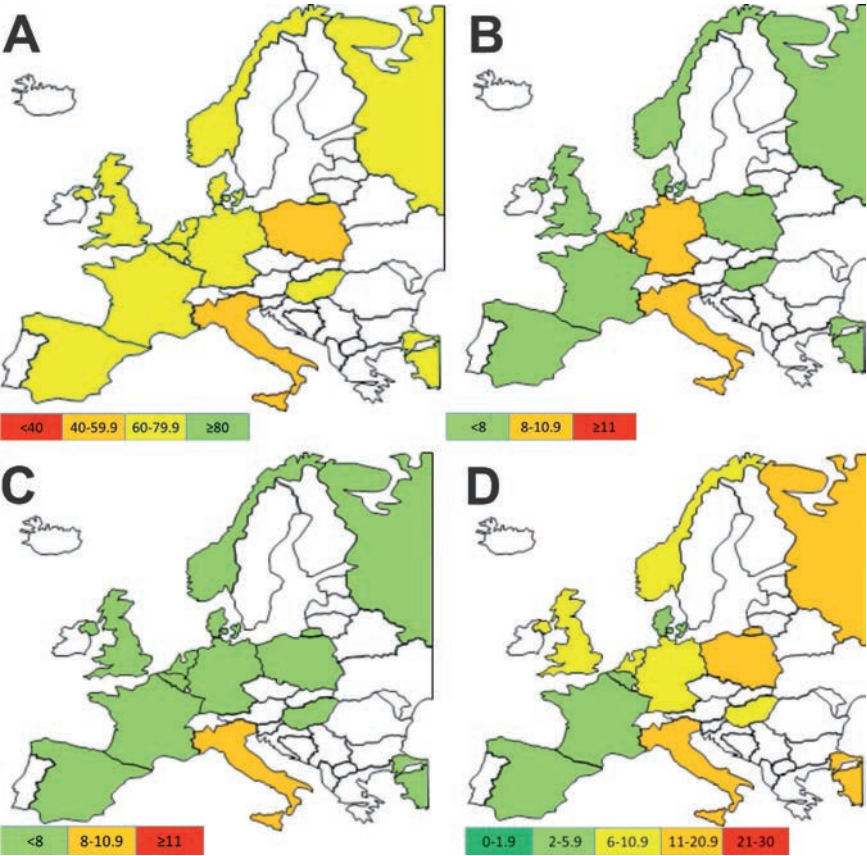 A
B
<40 40-59.9 60-79.9 ≥80
<8 8-10.9 ≥11
C
D
<8 8-10.9 ≥11
0-1.9 2-5.9 6-10.9 11-20.9 21-30